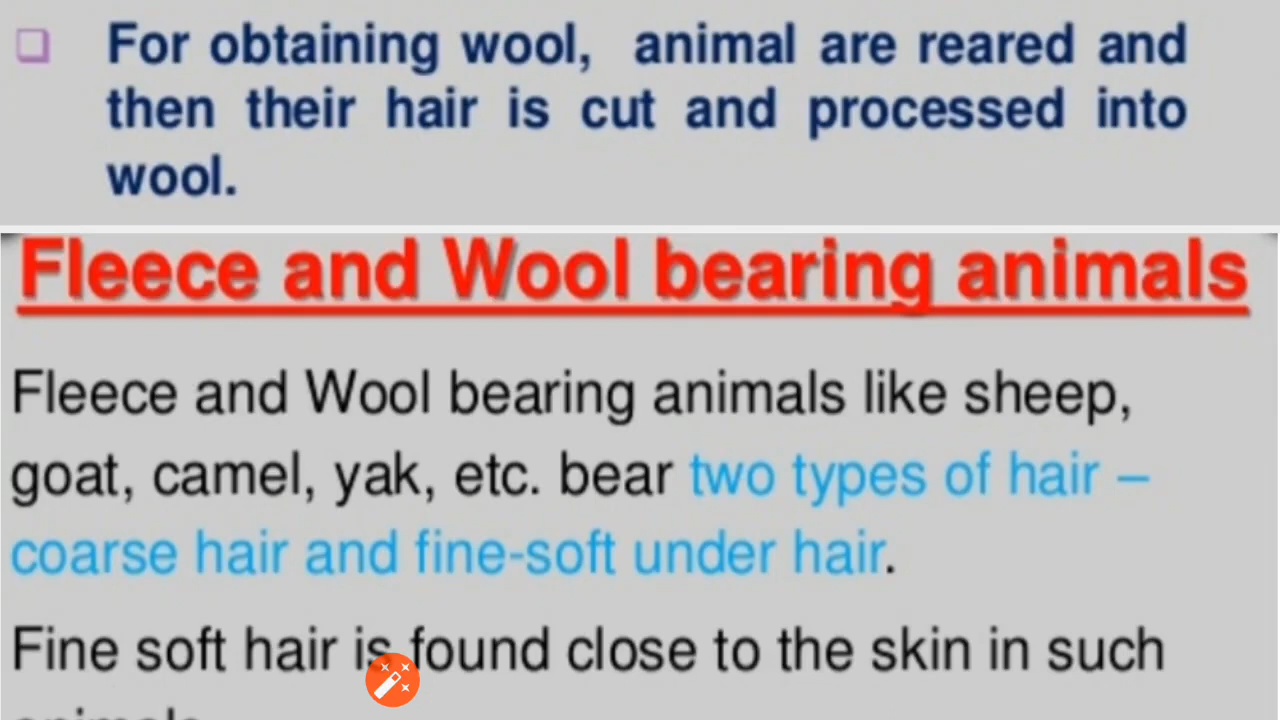 For obtaining wool, animal are reared and
then their hair is cut and processed into
wool.
Fleece and Wool bearing animals
Fleece and Wool bearing animals like sheep,
goat, camel, yak, etc. bear two types of hair –
coarse hair and fine-soft under hair.
Fine soft hair is found close to the skin in such